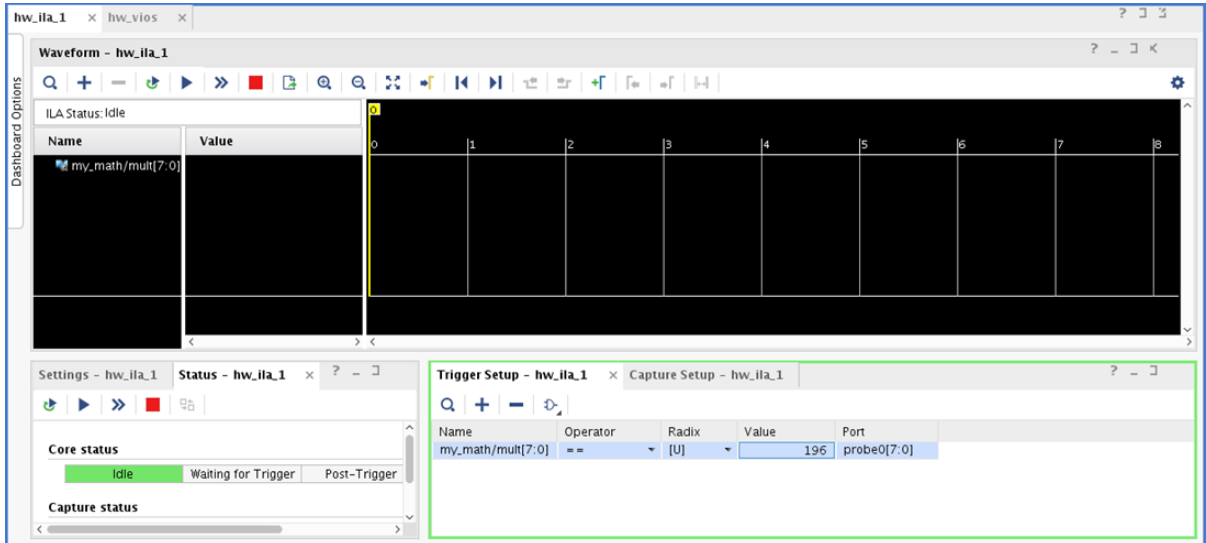 hw_ila_1 × hw_vios ×
Dashboard Options
Waveform - hw_ila_1
ILA Status: Idle
Name Value
my_math/mult[7:0]
0
0 1 2 3 4 5 6 7 8
Settings - hw_ila_1 Status - hw_ila_1 ×
Core status
Idle Waiting for Trigger Post-Trigger
Capture status
Trigger Setup - hw_ila_1 × Capture Setup - hw_ila_1
Name Operator Radix Value Port
my_math/mult[7:0] == [U] 196 probe0[7:0]